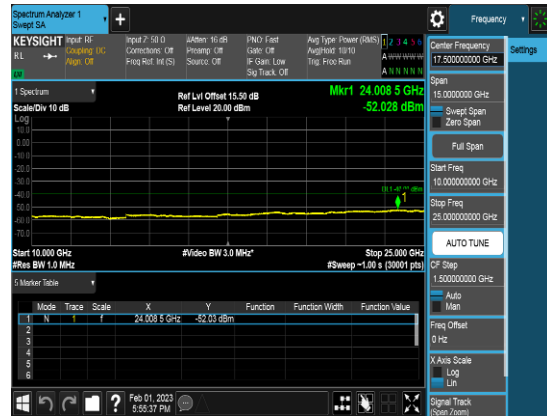 Spectrum Analyzer 1
Swept SA
Frequency
KEYSIGHT
Input: RF
Input Z: 50 Ω
#Atten: 16 dB
PNO: Fast
Avg Type: Power (RMS)
1 2 3 4 5 6
RL
Coupling: DC
Corrections: Off
Preamp: Off
Gate: Off
Avg|Hold: 10/10
A W W W W W
Align: Off
Freq Ref: Int (S)
Source: Off
IF Gain: Low
Trig: Free Run
Sig Track: Off
A N N N N N
1 Spectrum
Scale/Div 10 dB
Ref Lvl Offset 15.50 dB
Ref Level 20.00 dBm
Mkr1 24.008 5 GHz
-52.028 dBm
Log
10.0
0.00
-10.0
-20.0
-30.0
-40.0
-50.0
-60.0
-70.0
1
Start 10.000 GHz
#Video BW 3.0 MHz*
Stop 25.000 GHz
#Res BW 1.0 MHz
#Sweep ~1.00 s (30001 pts)
5 Marker Table
Mode Trace Scale X Y Function Function Width Function Value
1 N 1 f 24.008 5 GHz -52.03 dBm
2
3
4
5
6
Feb 01, 2023
5:55:37 PM
Center Frequency
17.500000000 GHz
Settings
Span
15.0000000 GHz
Swept Span
Zero Span
Full Span
Start Freq
10.000000000 GHz
Stop Freq
25.000000000 GHz
AUTO TUNE
CF Step
1.500000000 GHz
Auto
Man
Freq Offset
0 Hz
X Axis Scale
Log
Lin
Signal Track
(Span Zoom)